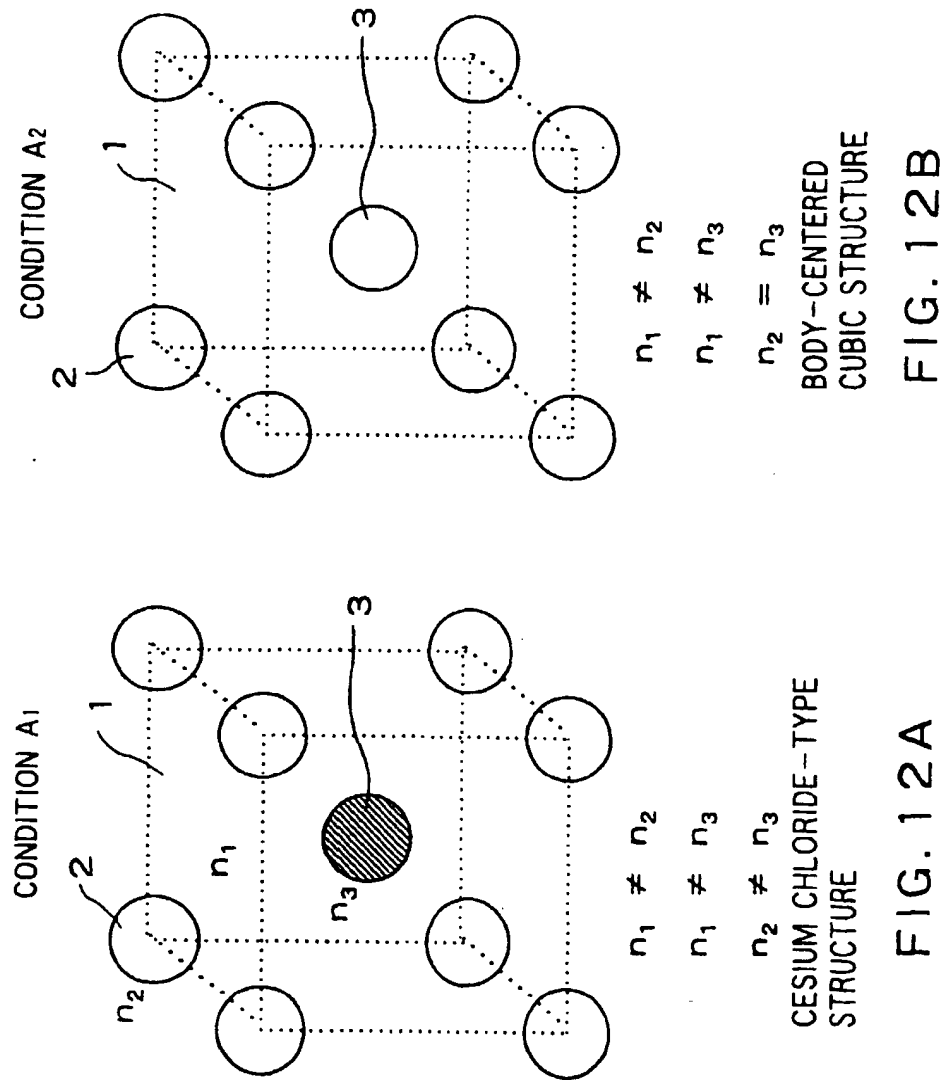 CONDITION A1
2
1
n2
n1
n3
3
n1 ≠ n2
n1 ≠ n3
n2 ≠ n3
CESIUM CHLORIDE-TYPE
STRUCTURE
FIG. 12A
CONDITION A2
2
1
3
n1 ≠ n2
n1 ≠ n3
n2 = n3
BODY-CENTERED
CUBIC STRUCTURE
FIG. 12B